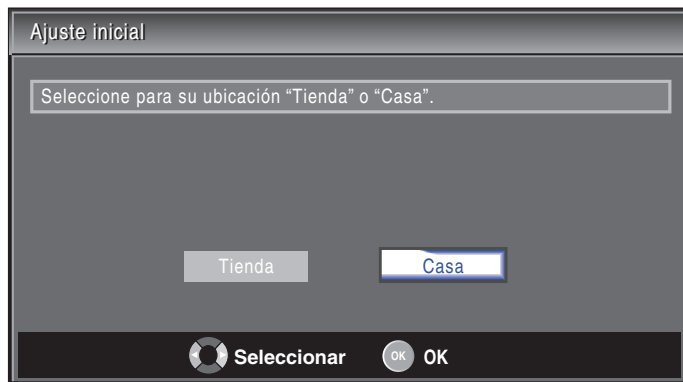 Ajuste inicial
Seleccione para su ubicación “Tienda” o “Casa”.
Tienda Casa
Seleccionar OK OK